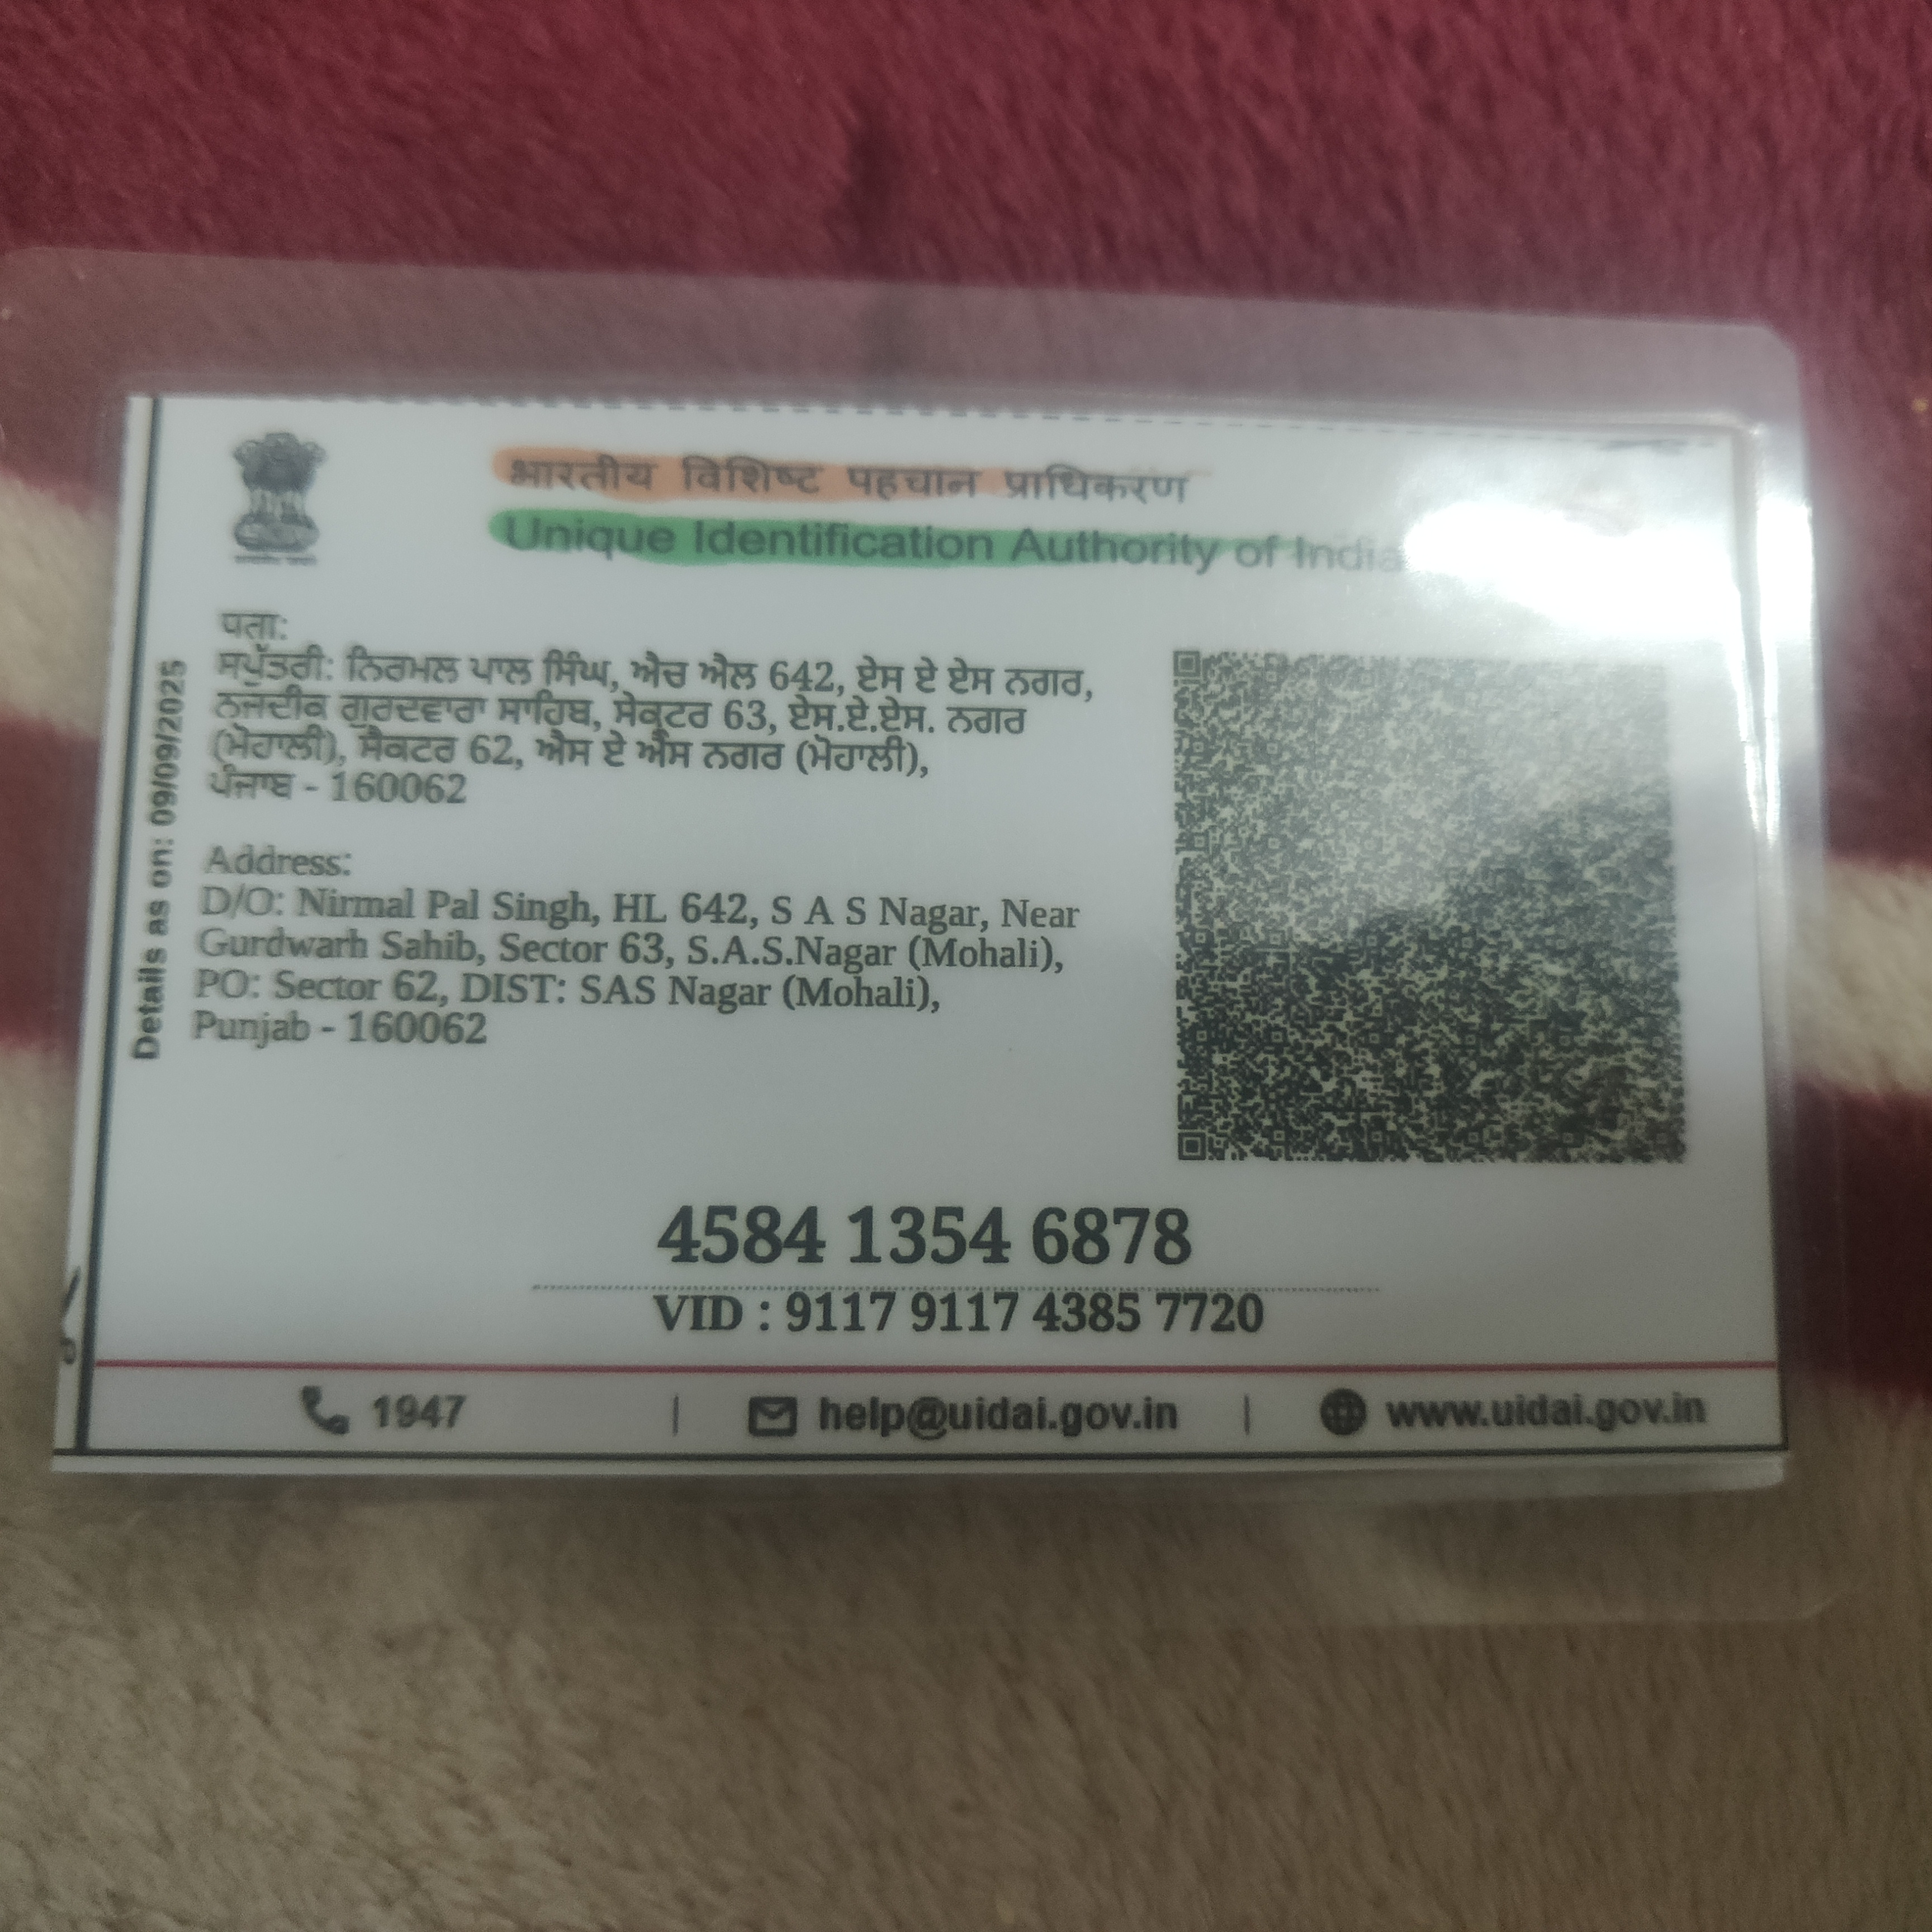 भारतीय विशिष्ट पहचान प्राधिकरण
Unique Identification Authority of India
Details as on: 09/09/2025
ਪਤਾ:
ਸਪੁੱਤਰੀ: ਨਿਰਮਲ ਪਾਲ ਸਿੰਘ, ਐਚ ਐਲ 642, ਏਸ ਏ ਏਸ ਨਗਰ,
ਨਜਦੀਕ ਗੁਰਦਵਾਰਾ ਸਾਹਿਬ, ਸੇਕ੍ਟਰ 63, ਏਸ.ਏ.ਏਸ. ਨਗਰ
(ਮੋਹਾਲੀ), ਸੈਕਟਰ 62, ਐਸ ਏ ਐਸ ਨਗਰ (ਮੋਹਾਲੀ),
ਪੰਜਾਬ - 160062
Address:
D/O: Nirmal Pal Singh, HL 642, S A S Nagar, Near
Gurdwarh Sahib, Sector 63, S.A.S.Nagar (Mohali),
PO: Sector 62, DIST: SAS Nagar (Mohali),
Punjab - 160062
4584 1354 6878
VID : 9117 9117 4385 7720
1947 | help@uidai.gov.in | www.uidai.gov.in